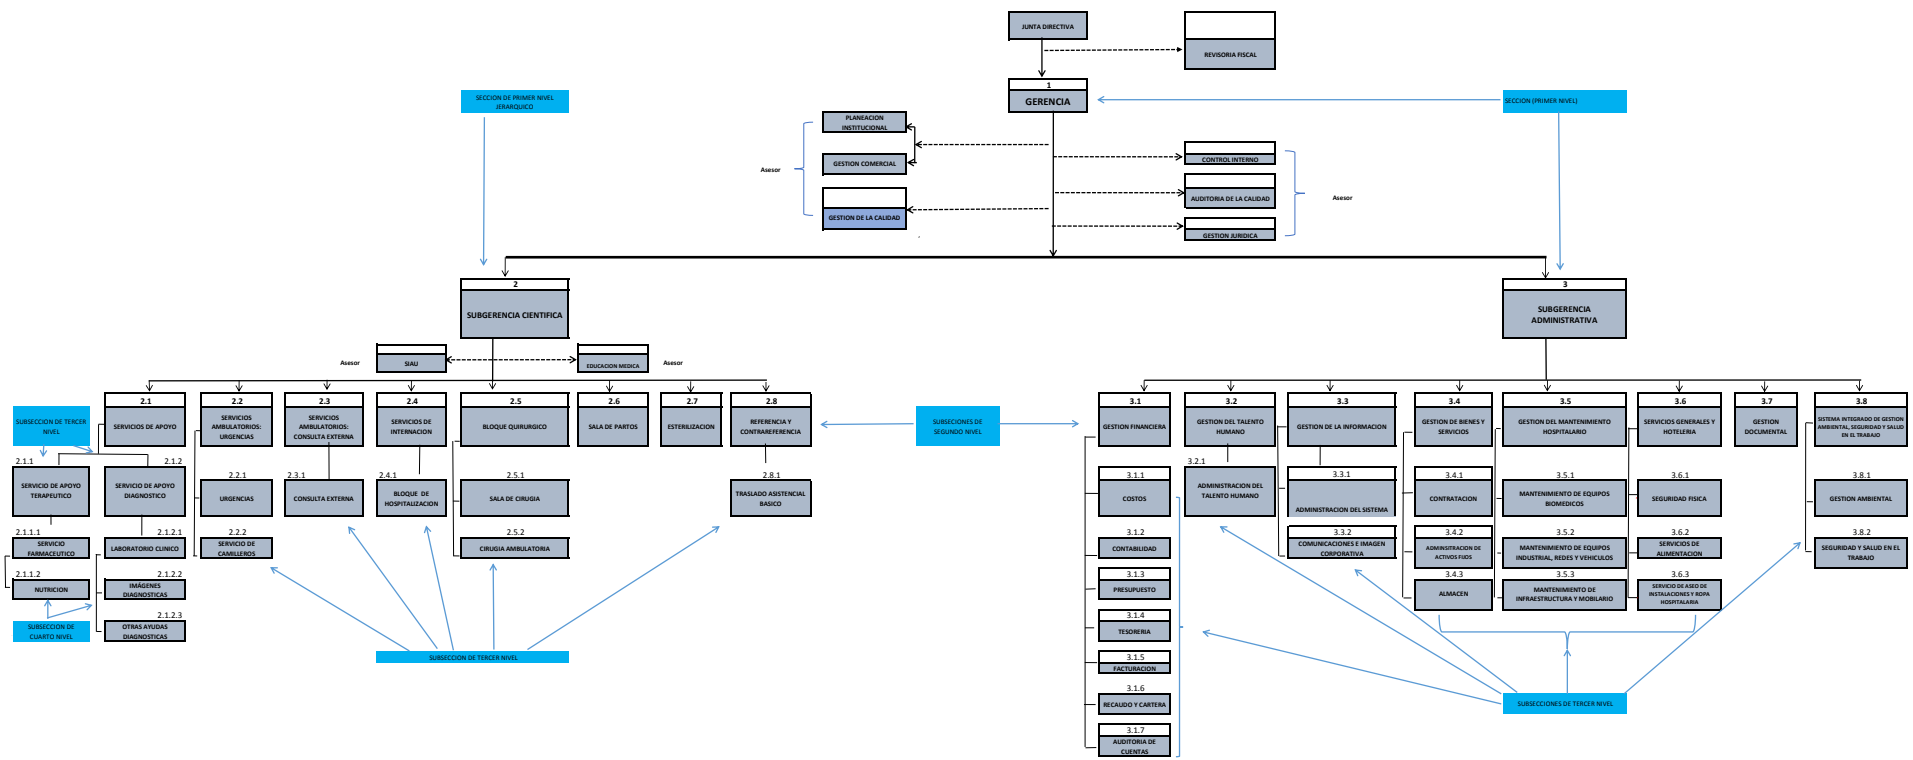 JUNTA DIRECTIVA
REVISORIA FISCAL
1
GERENCIA
SECCION DE PRIMER NIVEL
JERARQUICO
SECCION (PRIMER NIVEL)
PLANEACION
INSTITUCIONAL
GESTION COMERCIAL
GESTION DE LA CALIDAD
Asesor
CONTROL INTERNO
AUDITORIA DE LA CALIDAD
GESTION JURIDICA
Asesor
2
SUBGERENCIA CIENTIFICA
3
SUBGERENCIA
ADMINISTRATIVA
Asesor
SIAU
EDUCACION MEDICA
Asesor
2.1
SERVICIOS DE APOYO
2.2
SERVICIOS
AMBULATORIOS:
URGENCIAS
2.3
SERVICIOS
AMBULATORIOS:
CONSULTA EXTERNA
2.4
SERVICIOS DE
INTERNACION
2.5
BLOQUE QUIRURGICO
2.6
SALA DE PARTOS
2.7
ESTERILIZACION
2.8
REFERENCIA Y
CONTRAREFERENCIA
SUBSECCION DE TERCER
NIVEL
SUBSECIONES DE
SEGUNDO NIVEL
2.1.1
SERVICIO DE APOYO
TERAPEUTICO
2.1.2
SERVICIO DE APOYO
DIAGNOSTICO
2.2.1
URGENCIAS
2.3.1
CONSULTA EXTERNA
2.4.1
BLOQUE DE
HOSPITALIZACION
2.5.1
SALA DE CIRUGIA
2.8.1
TRASLADO ASISTENCIAL
BASICO
2.1.1.1
SERVICIO
FARMACEUTICO
2.1.2.1
LABORATORIO CLINICO
2.2.2
SERVICIO DE
CAMILLEROS
2.5.2
CIRUGIA AMBULATORIA
2.1.1.2
NUTRICION
2.1.2.2
IMÁGENES
DIAGNOSTICAS
2.1.2.3
OTRAS AYUDAS
DIAGNOSTICAS
SUBSECCION DE
CUARTO NIVEL
SUBSECCION DE TERCER NIVEL
3.1
GESTION FINANCIERA
3.2
GESTION DEL TALENTO
HUMANO
3.3
GESTION DE LA INFORMACION
3.4
GESTION DE BIENES Y
SERVICIOS
3.5
GESTION DEL MANTENIMIENTO
HOSPITALARIO
3.6
SERVICIOS GENERALES Y
HOTELERIA
3.7
GESTION
DOCUMENTAL
3.8
SISTEMA INTEGRADO DE GESTION
AMBIENTAL, SEGURIDAD Y SALUD
EN EL TRABAJO
3.1.1
COSTOS
3.1.2
CONTABILIDAD
3.1.3
PRESUPUESTO
3.1.4
TESORERIA
3.1.5
FACTURACION
3.1.6
RECAUDO Y CARTERA
3.1.7
AUDITORIA DE
CUENTAS
3.2.1
ADMINISTRACION DEL
TALENTO HUMANO
3.3.1
ADMINISTRACION DEL SISTEMA
3.3.2
COMUNICACIONES E IMAGEN
CORPORATIVA
3.4.1
CONTRATACION
3.4.2
ADMINSITRACION DE
ACTIVOS FIJOS
3.4.3
ALMACEN
3.5.1
MANTENIMIENTO DE EQUIPOS
BIOMEDICOS
3.5.2
MANTENIMIENTO DE EQUIPOS
INDUSTRIAL, REDES Y VEHICULOS
3.5.3
MANTENIMIENTO DE
INFRAESTRUCTURA Y MOBILARIO
3.6.1
SEGURIDAD FISICA
3.6.2
SERVICIOS DE
ALIMENTACION
3.6.3
SERVICIO DE ASEO DE
INSTALACIONES Y ROPA
HOSPITALARIA
3.8.1
GESTION AMBIENTAL
3.8.2
SEGURIDAD Y SALUD EN EL
TRABAJO
SUBSECCIONES DE TERCER NIVEL